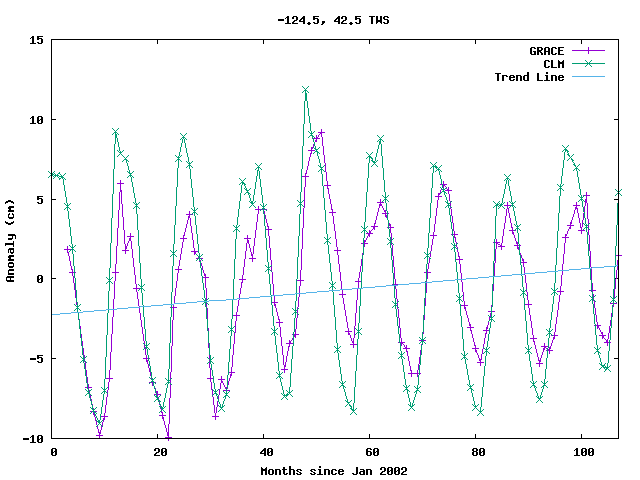 -124.5, 42.5 TWS
GRACE
CLM
Trend Line
Anomaly (cm)
15
10
5
0
-5
-10
0 20 40 60 80 100
Months since Jan 2002